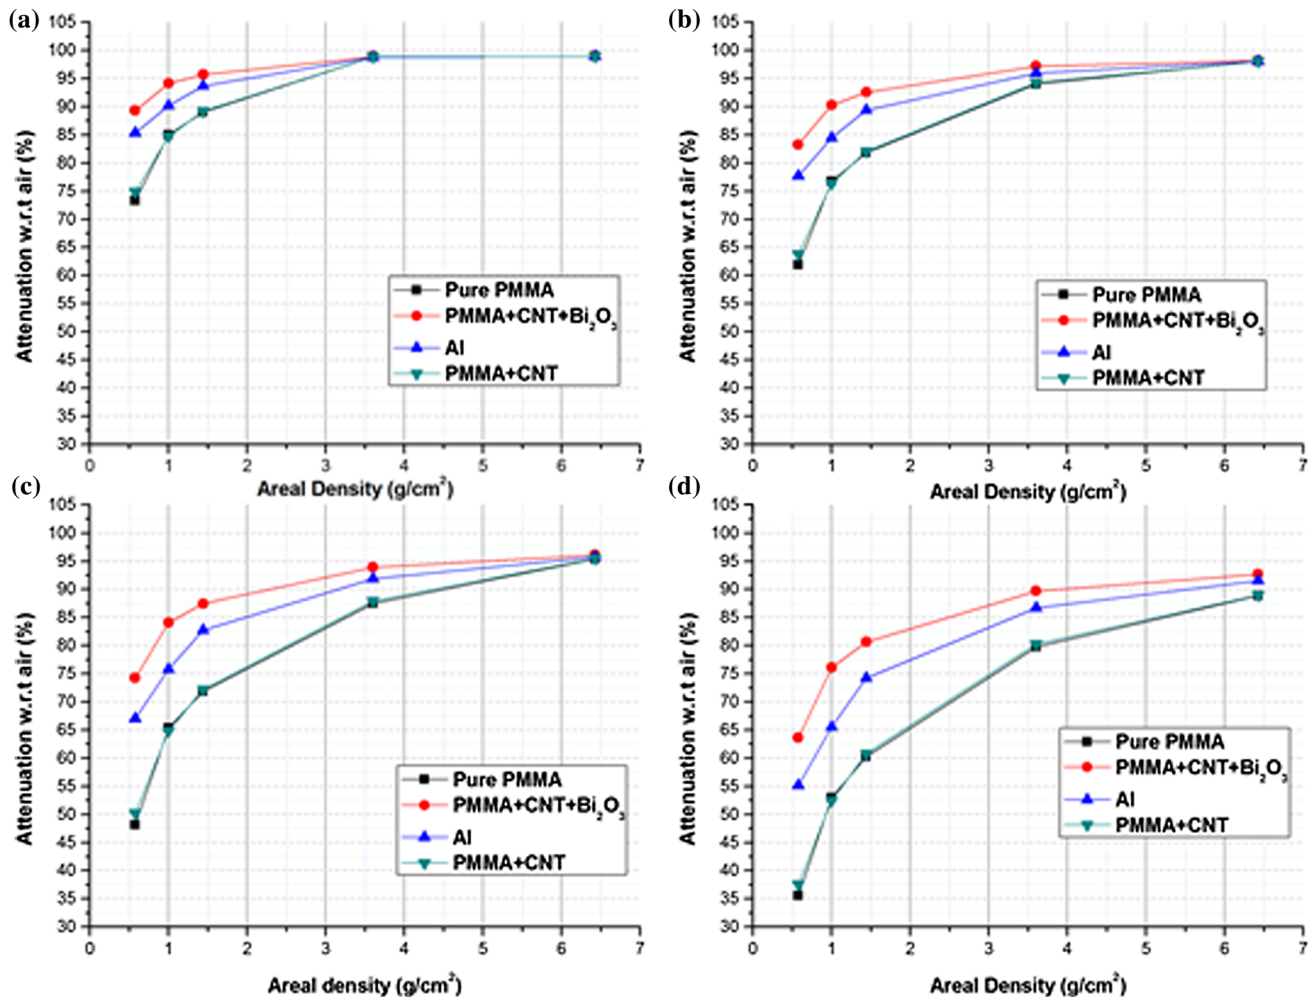 (a)
105
100
95
90
85
80
75
70
65
60
55
50
45
40
35
30
Attenuation w.r.t air (%)
Pure PMMA
PMMA+CNT+Bi₂O₃
Al
PMMA+CNT
0 1 2 3 4 5 6 7
Areal Density (g/cm²)
(b)
105
100
95
90
85
80
75
70
65
60
55
50
45
40
35
30
Attenuation w.r.t air (%)
Pure PMMA
PMMA+CNT+Bi₂O₃
Al
PMMA+CNT
0 1 2 3 4 5 6 7
Areal Density (g/cm²)
(c)
105
100
95
90
85
80
75
70
65
60
55
50
45
40
35
30
Attenuation w.r.t air (%)
Pure PMMA
PMMA+CNT+Bi₂O₃
Al
PMMA+CNT
0 1 2 3 4 5 6 7
Areal density (g/cm²)
(d)
105
100
95
90
85
80
75
70
65
60
55
50
45
40
35
30
Attenuation w.r.t air (%)
Pure PMMA
PMMA+CNT+Bi₂O₃
Al
PMMA+CNT
0 1 2 3 4 5 6 7
Areal Density (g/cm²)